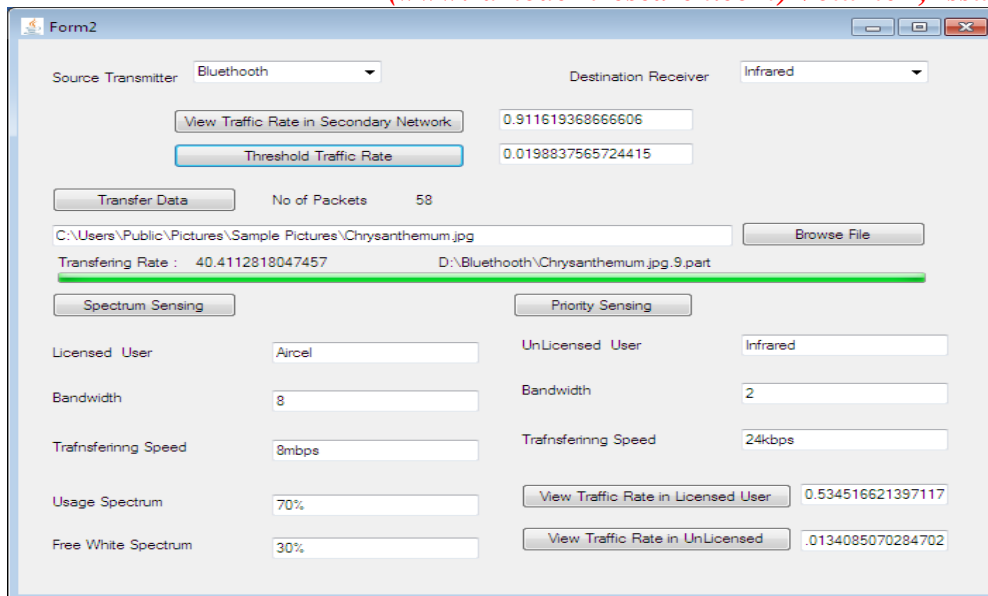 Form2
Source Transmitter Bluethooth Destination Receiver Infrared
View Traffic Rate in Secondary Network 0.911619368666606
Threshold Traffic Rate 0.0198837565724415
Transfer Data No of Packets 58
C:\Users\Public\Pictures\Sample Pictures\Chrysanthemum.jpg Browse File
Transfering Rate : 40.4112818047457 D:\Bluethooth\Chrysanthemum.jpg.9.part
Spectrum Sensing Priority Sensing
Licensed User Aircel UnLicensed User Infrared
Bandwidth 8 Bandwidth 2
Trafnsferinng Speed 8mbps Trafnsferinng Speed 24kbps
Usage Spectrum 70% View Traffic Rate in Licensed User 0.534516621397117
Free White Spectrum 30% View Traffic Rate in UnLicensed .0134085070284702